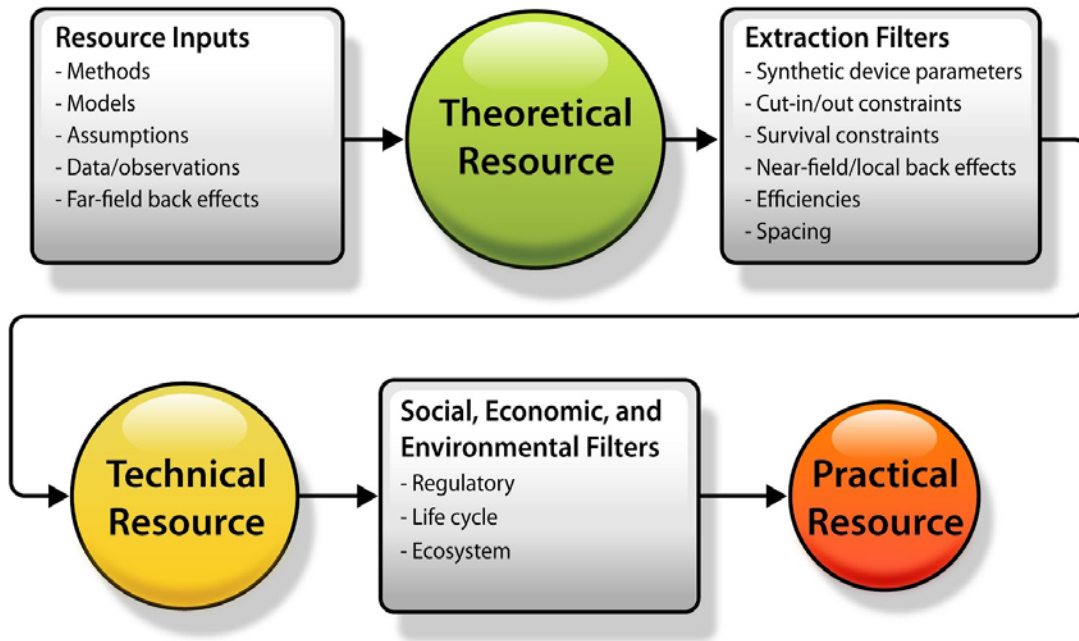 Resource Inputs
- Methods
- Models
- Assumptions
- Data/observations
- Far-field back effects
Theoretical
Resource
Extraction Filters
- Synthetic device parameters
- Cut-in/out constraints
- Survival constraints
- Near-field/local back effects
- Efficiencies
- Spacing
Technical
Resource
Social, Economic, and
Environmental Filters
- Regulatory
- Life cycle
- Ecosystem
Practical
Resource